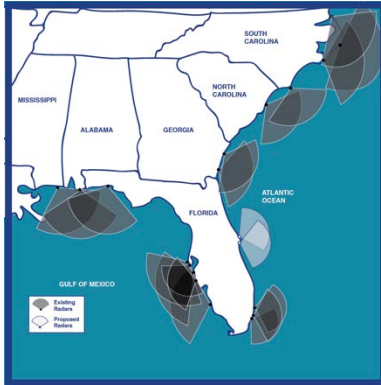 SOUTH
CAROLINA
NORTH
CAROLINA
MISSISSIPPI
ALABAMA
GEORGIA
ATLANTIC
OCEAN
FLORIDA
GULF OF MEXICO
Existing
Radars
Proposed
Radars